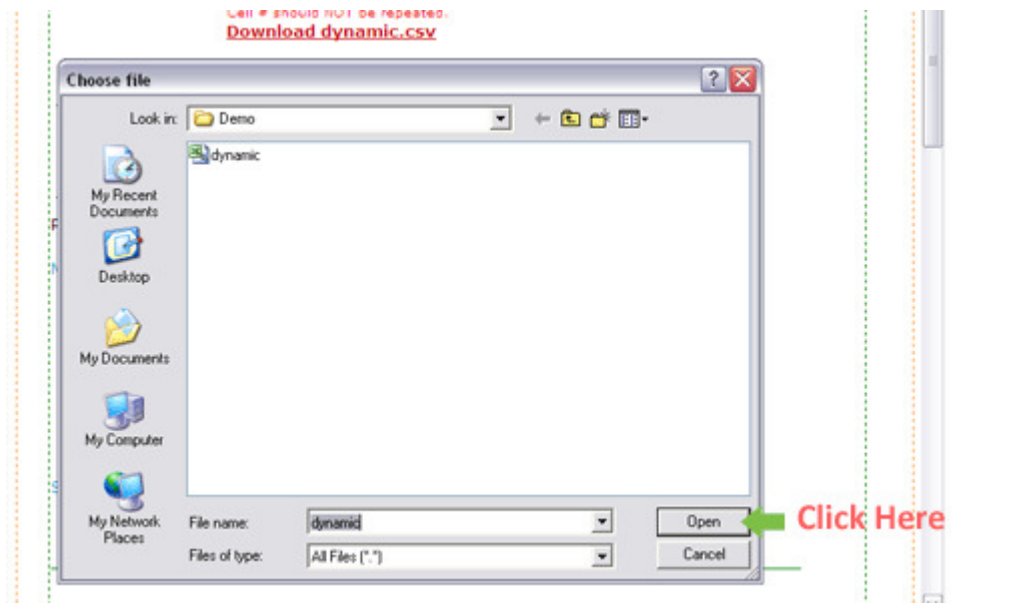 Cell # should NOT be repeated.
Download dynamic.csv
Choose file
Look in:
Demo
dynamic
My Recent
Documents
Desktop
My Documents
My Computer
My Network
Places
File name:
dynamic
Open
Click Here
Files of type:
All Files (*.*)
Cancel